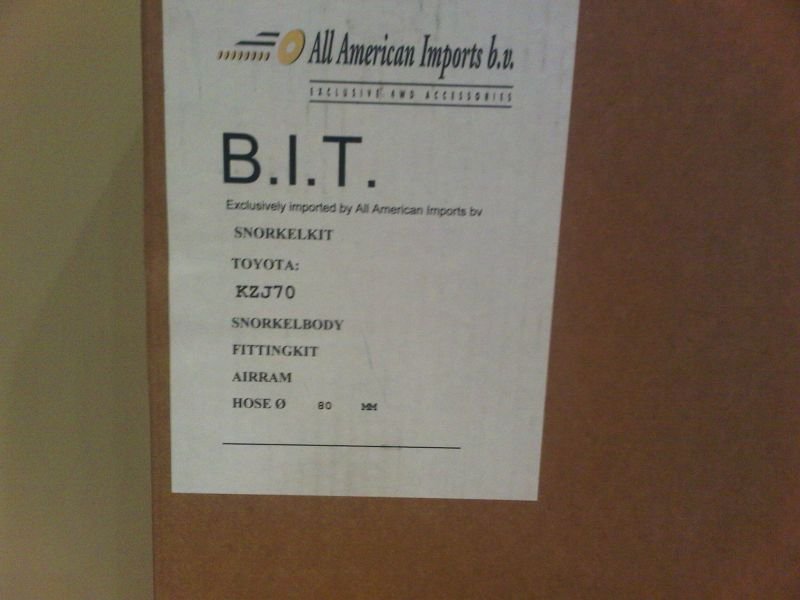 All American Imports b.v.
EXCLUSIVE 4WD ACCESSORIES
B.I.T.
Exclusively imported by All American Imports bv
SNORKELKIT
TOYOTA:
KZJ70
SNORKELBODY
FITTINGKIT
AIRRAM
HOSE Ø 80 MM